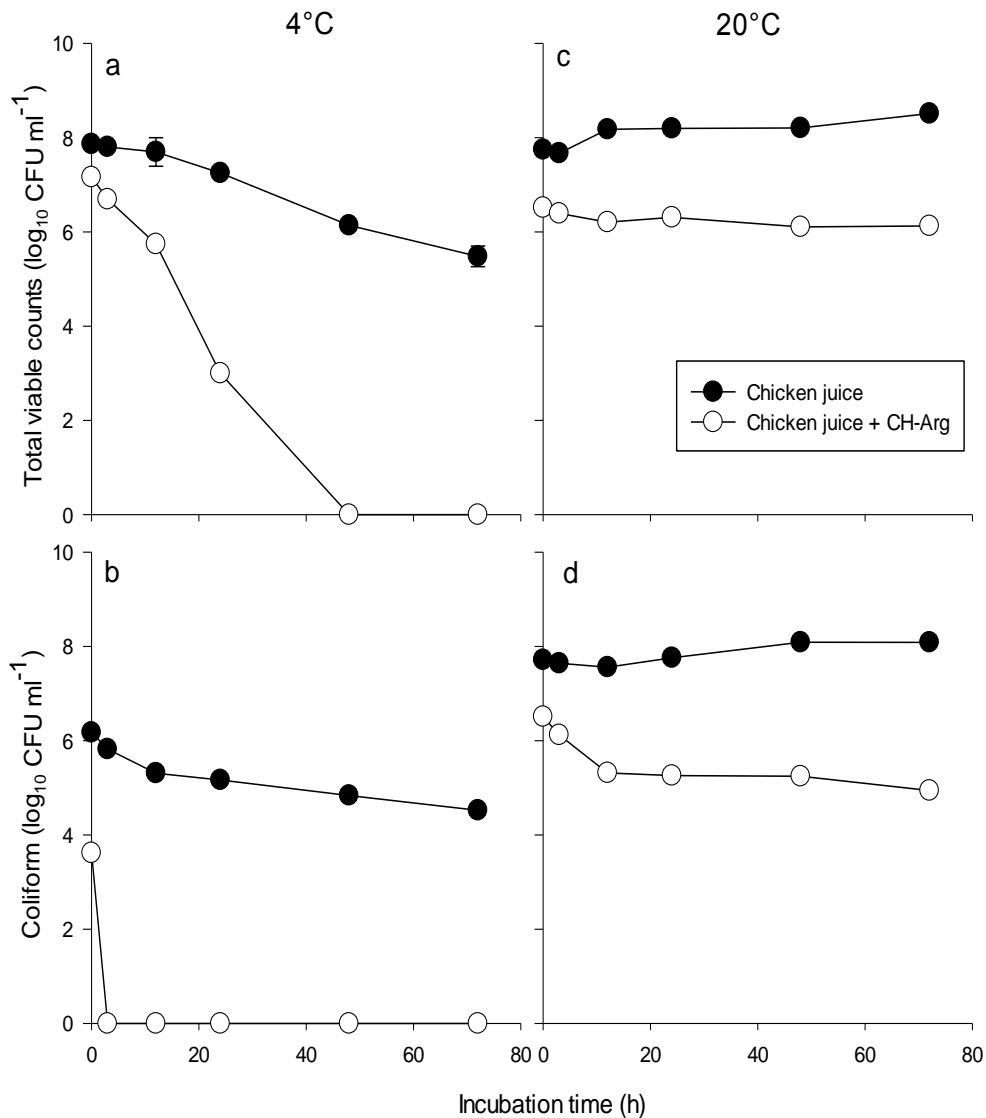 4°C
20°C
a
c
10
8
6
4
2
0
Total viable counts (log₁₀ CFU ml⁻¹)
Chicken juice
Chicken juice + CH-Arg
b
d
10
8
6
4
2
0
Coliform (log₁₀ CFU ml⁻¹)
0 20 40 60 80
0 20 40 60 80
Incubation time (h)